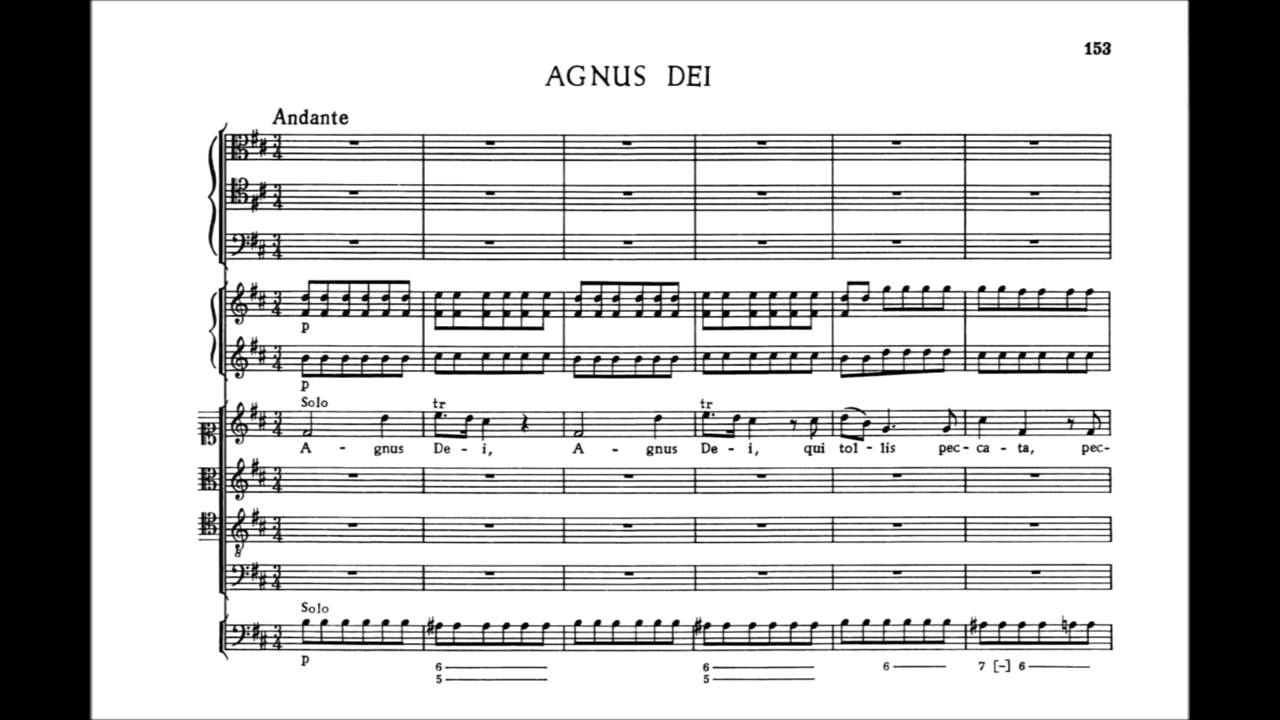 153
AGNUS DEI
Andante
p
p
Solo
tr
tr
A - gnus De - i, A - gnus De - i, qui tol - lis pec - ca - ta, pec-
8
Solo
p
6 6 6 7 [-] 6
5 5